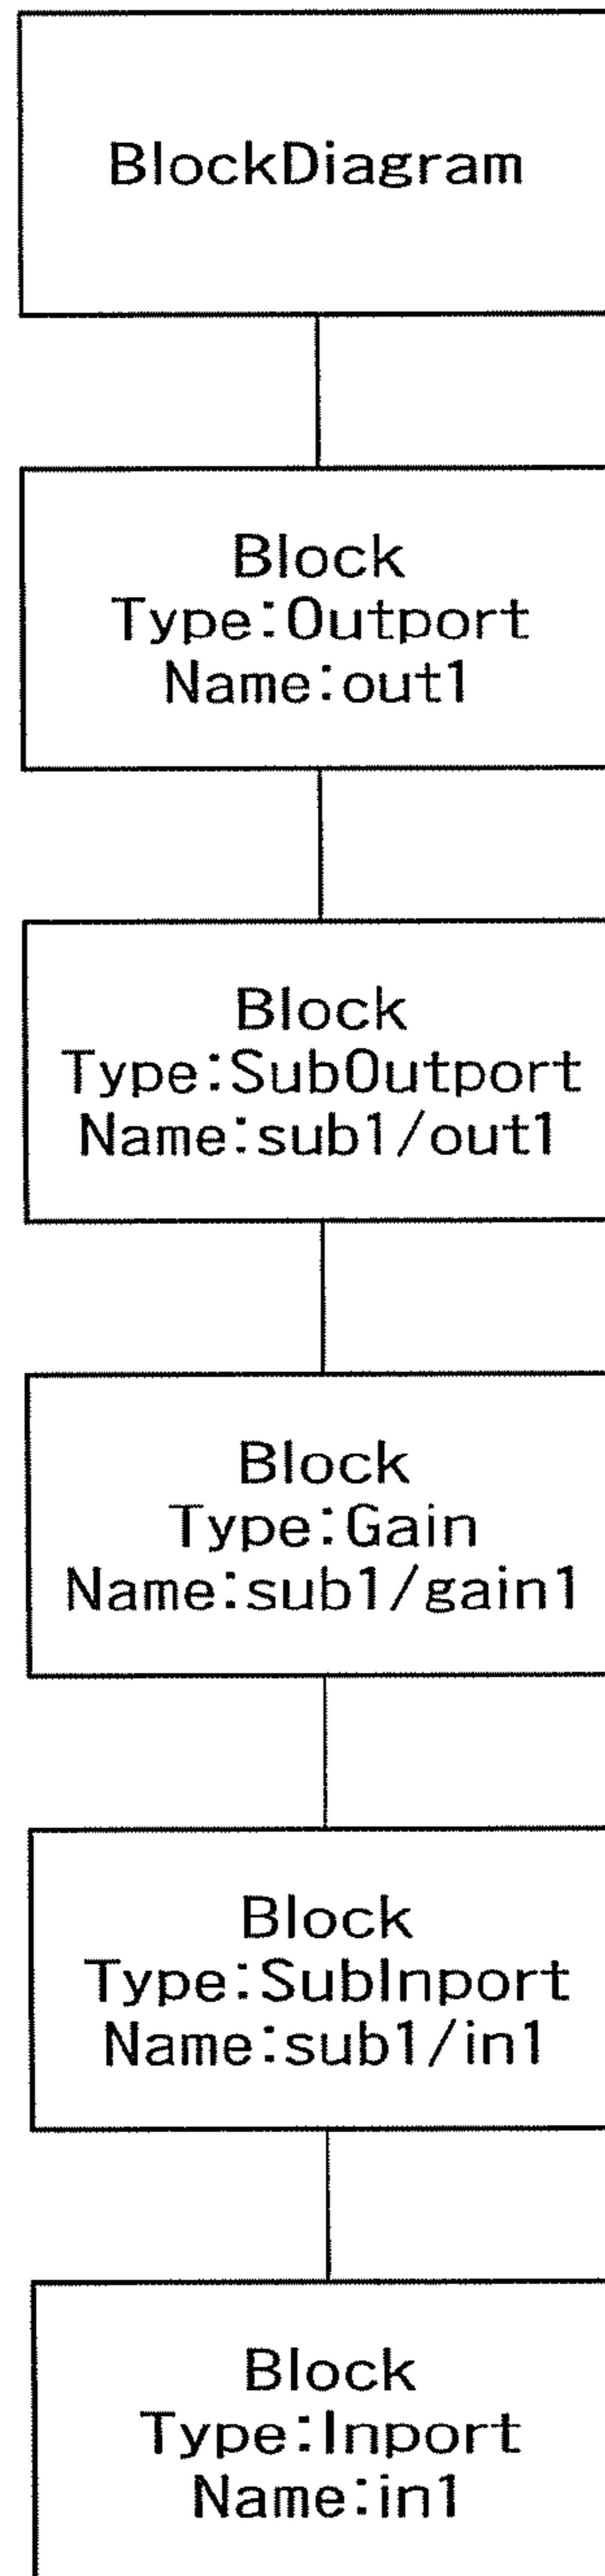 BlockDiagram
Block
Type:Outport
Name:out1
Block
Type:SubOutport
Name:sub1/out1
Block
Type:Gain
Name:sub1/gain1
Block
Type:SubInport
Name:sub1/in1
Block
Type:Inport
Name:in1